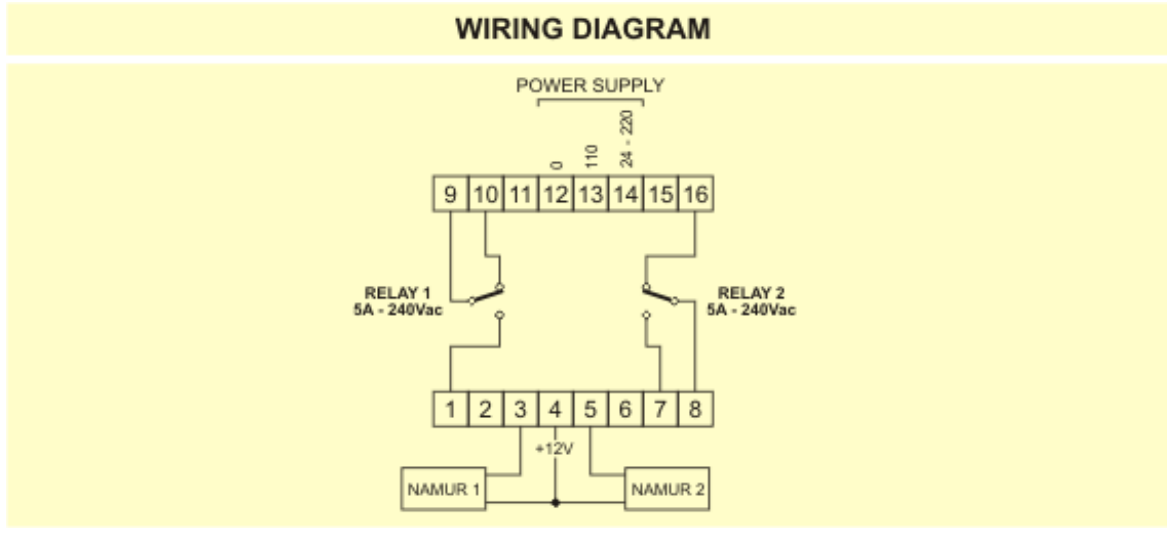 WIRING DIAGRAM
POWER SUPPLY
0
110
24 - 220
9 10 11 12 13 14 15 16
RELAY 1
5A - 240Vac
RELAY 2
5A - 240Vac
1 2 3 4 5 6 7 8
+12V
NAMUR 1
NAMUR 2